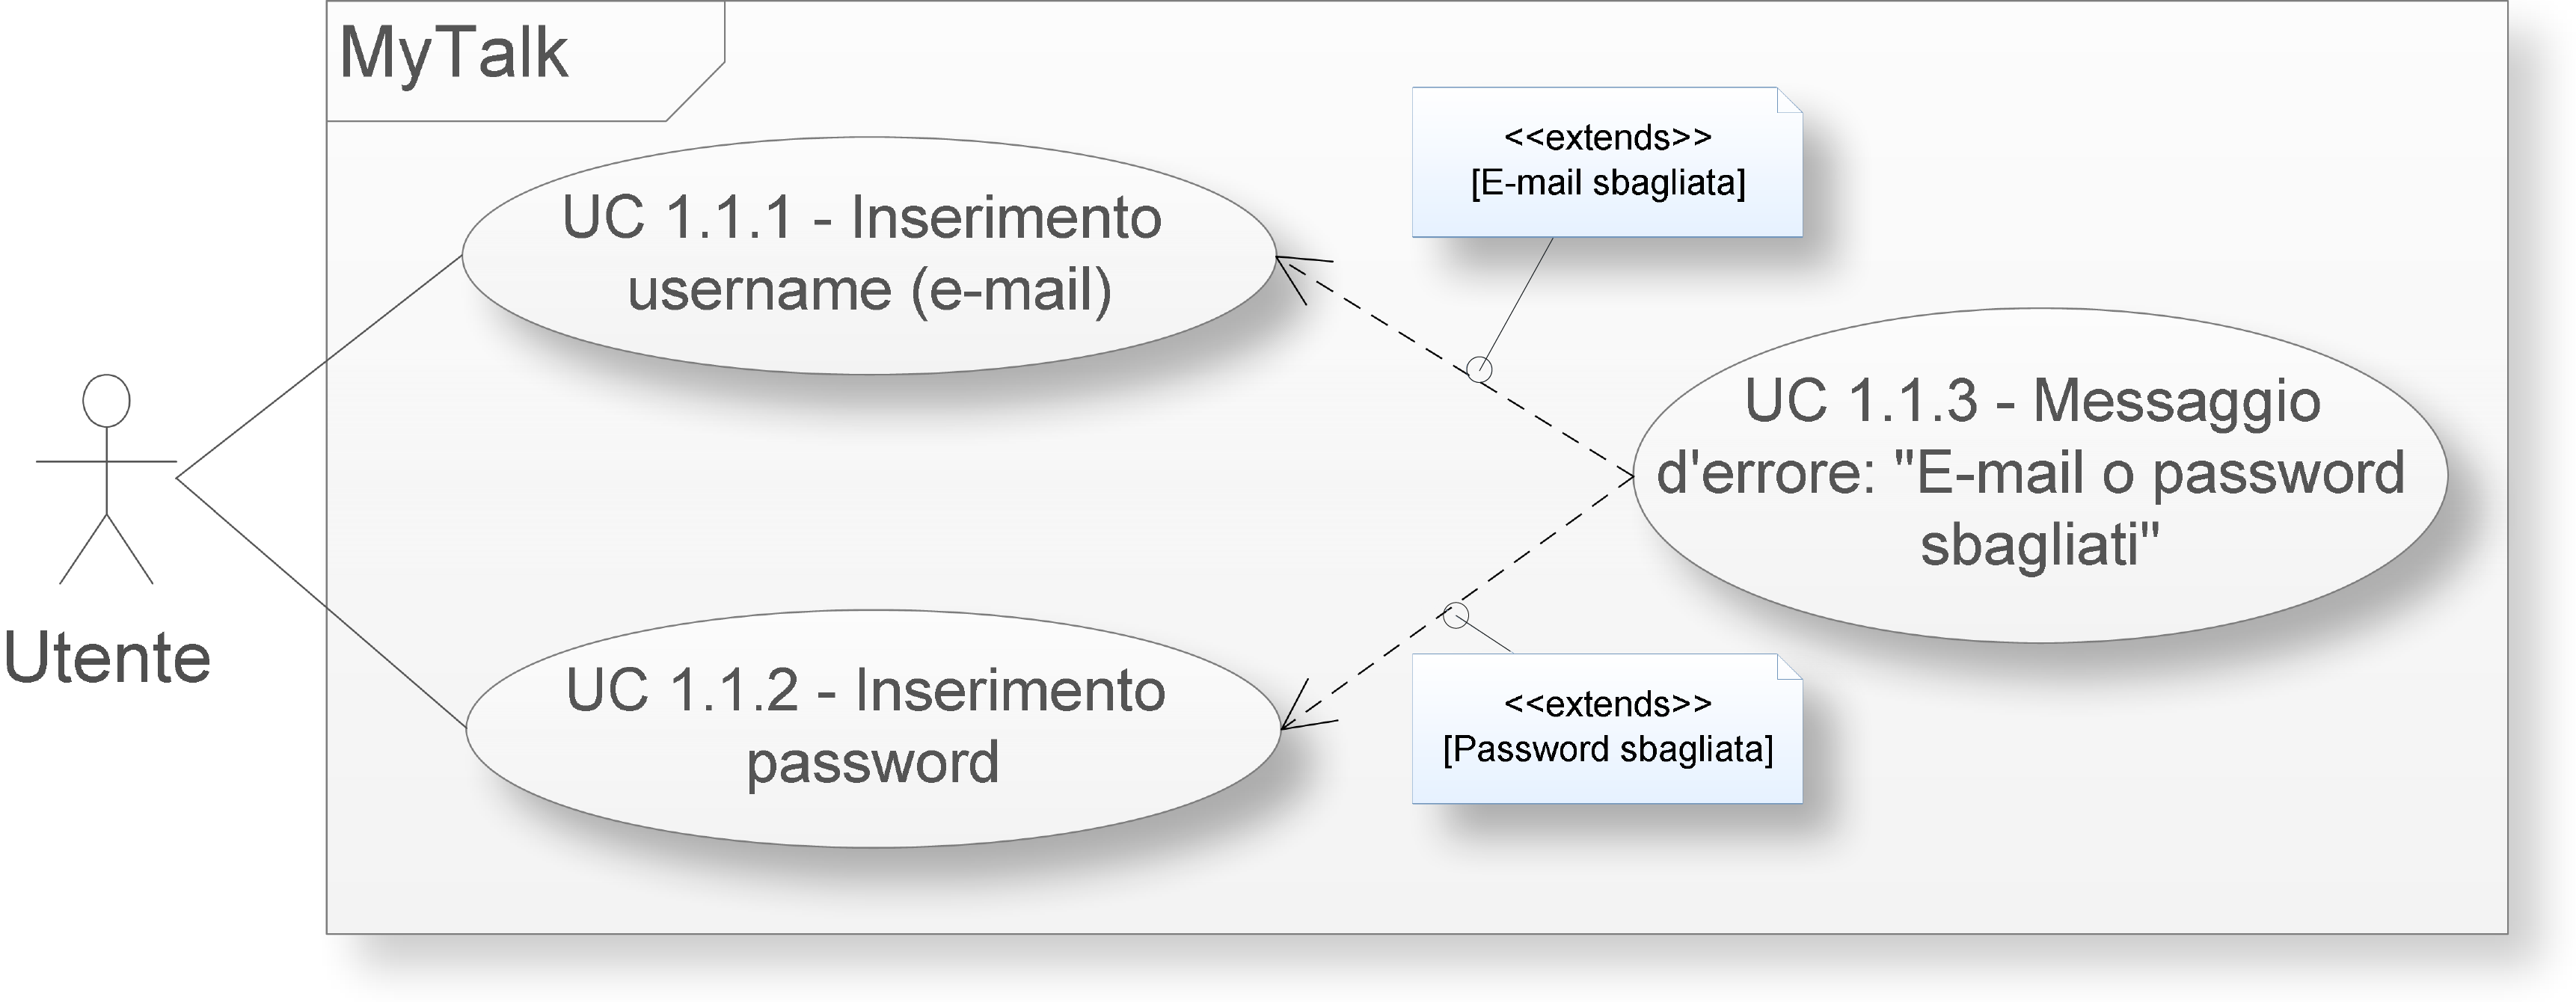 MyTalk
<<extends>>
[E-mail sbagliata]
UC 1.1.1 - Inserimento
username (e-mail)
UC 1.1.3 - Messaggio
d'errore: "E-mail o password
sbagliati"
Utente
UC 1.1.2 - Inserimento
password
<<extends>>
[Password sbagliata]